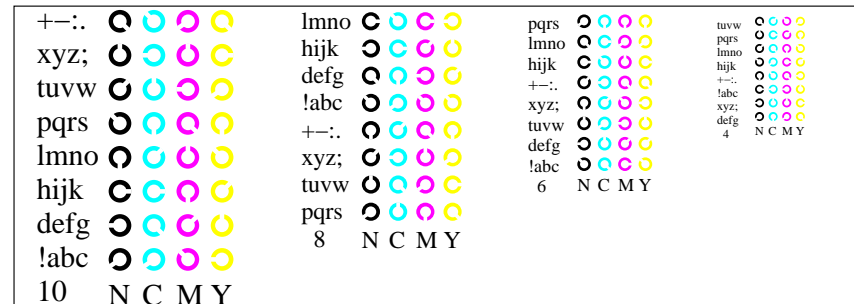 +−:.
xyz;
tuvw
pqrs
lmno
hijk
defg
!abc
10 N C M Y
lmno
hijk
defg
!abc
+−:.
xyz;
tuvw
pqrs
8 N C M Y
pqrs
lmno
hijk
+−:.
xyz;
tuvw
defg
!abc
6 N C M Y
tuvw
pqrs
lmno
hijk
+−:.
!abc
xyz;
defg
4 N C M Y